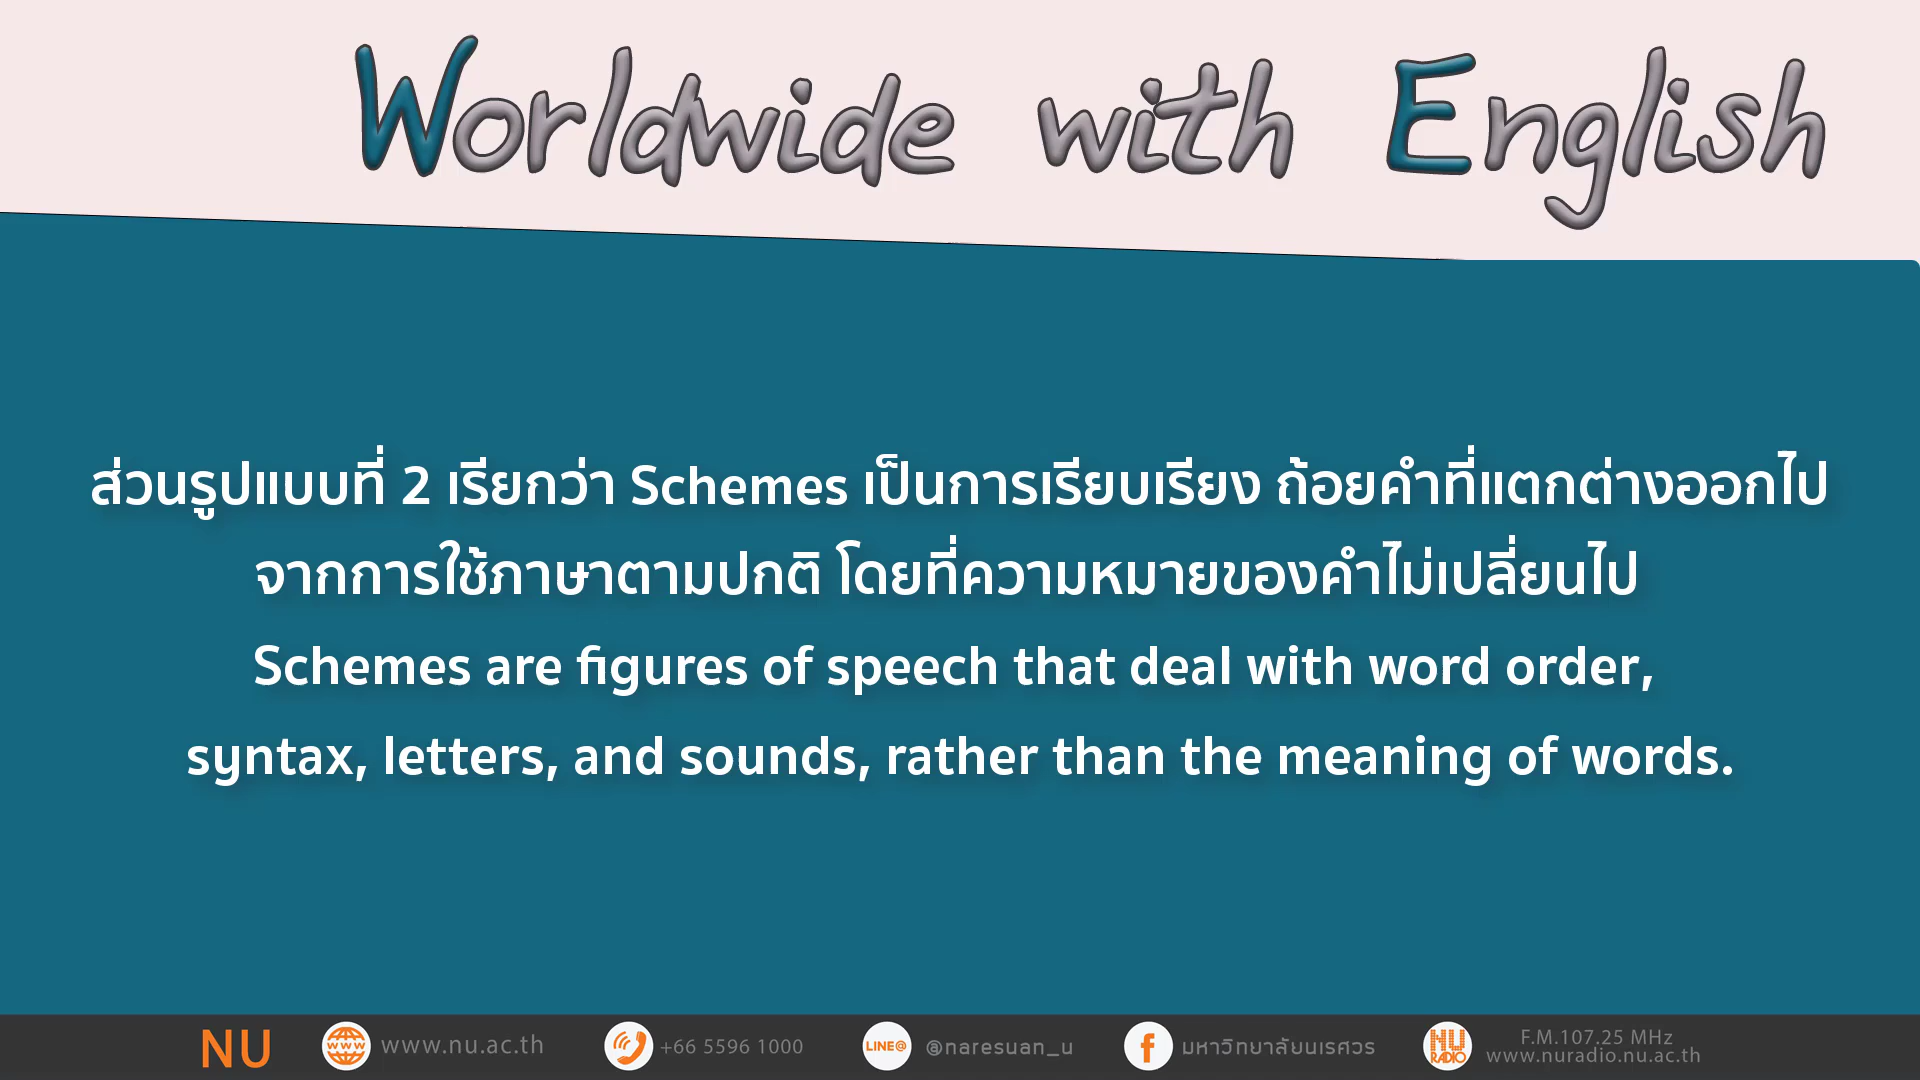 Worldwide with English
ส่วนรูปแบบที่ 2 เรียกว่า Schemes เป็นการเรียบเรียง ถ้อยคำที่แตกต่างออกไป
จากการใช้ภาษาตามปกติ โดยที่ความหมายของคำไม่เปลี่ยนไป
Schemes are figures of speech that deal with word order,
syntax, letters, and sounds, rather than the meaning of words.
NU www www.nu.ac.th +66 5596 1000 LINE@ @naresuan_u f มหาวิทยาลัยนเรศวร NU RADIO F.M.107.25 MHz
www.nuradio.nu.ac.th